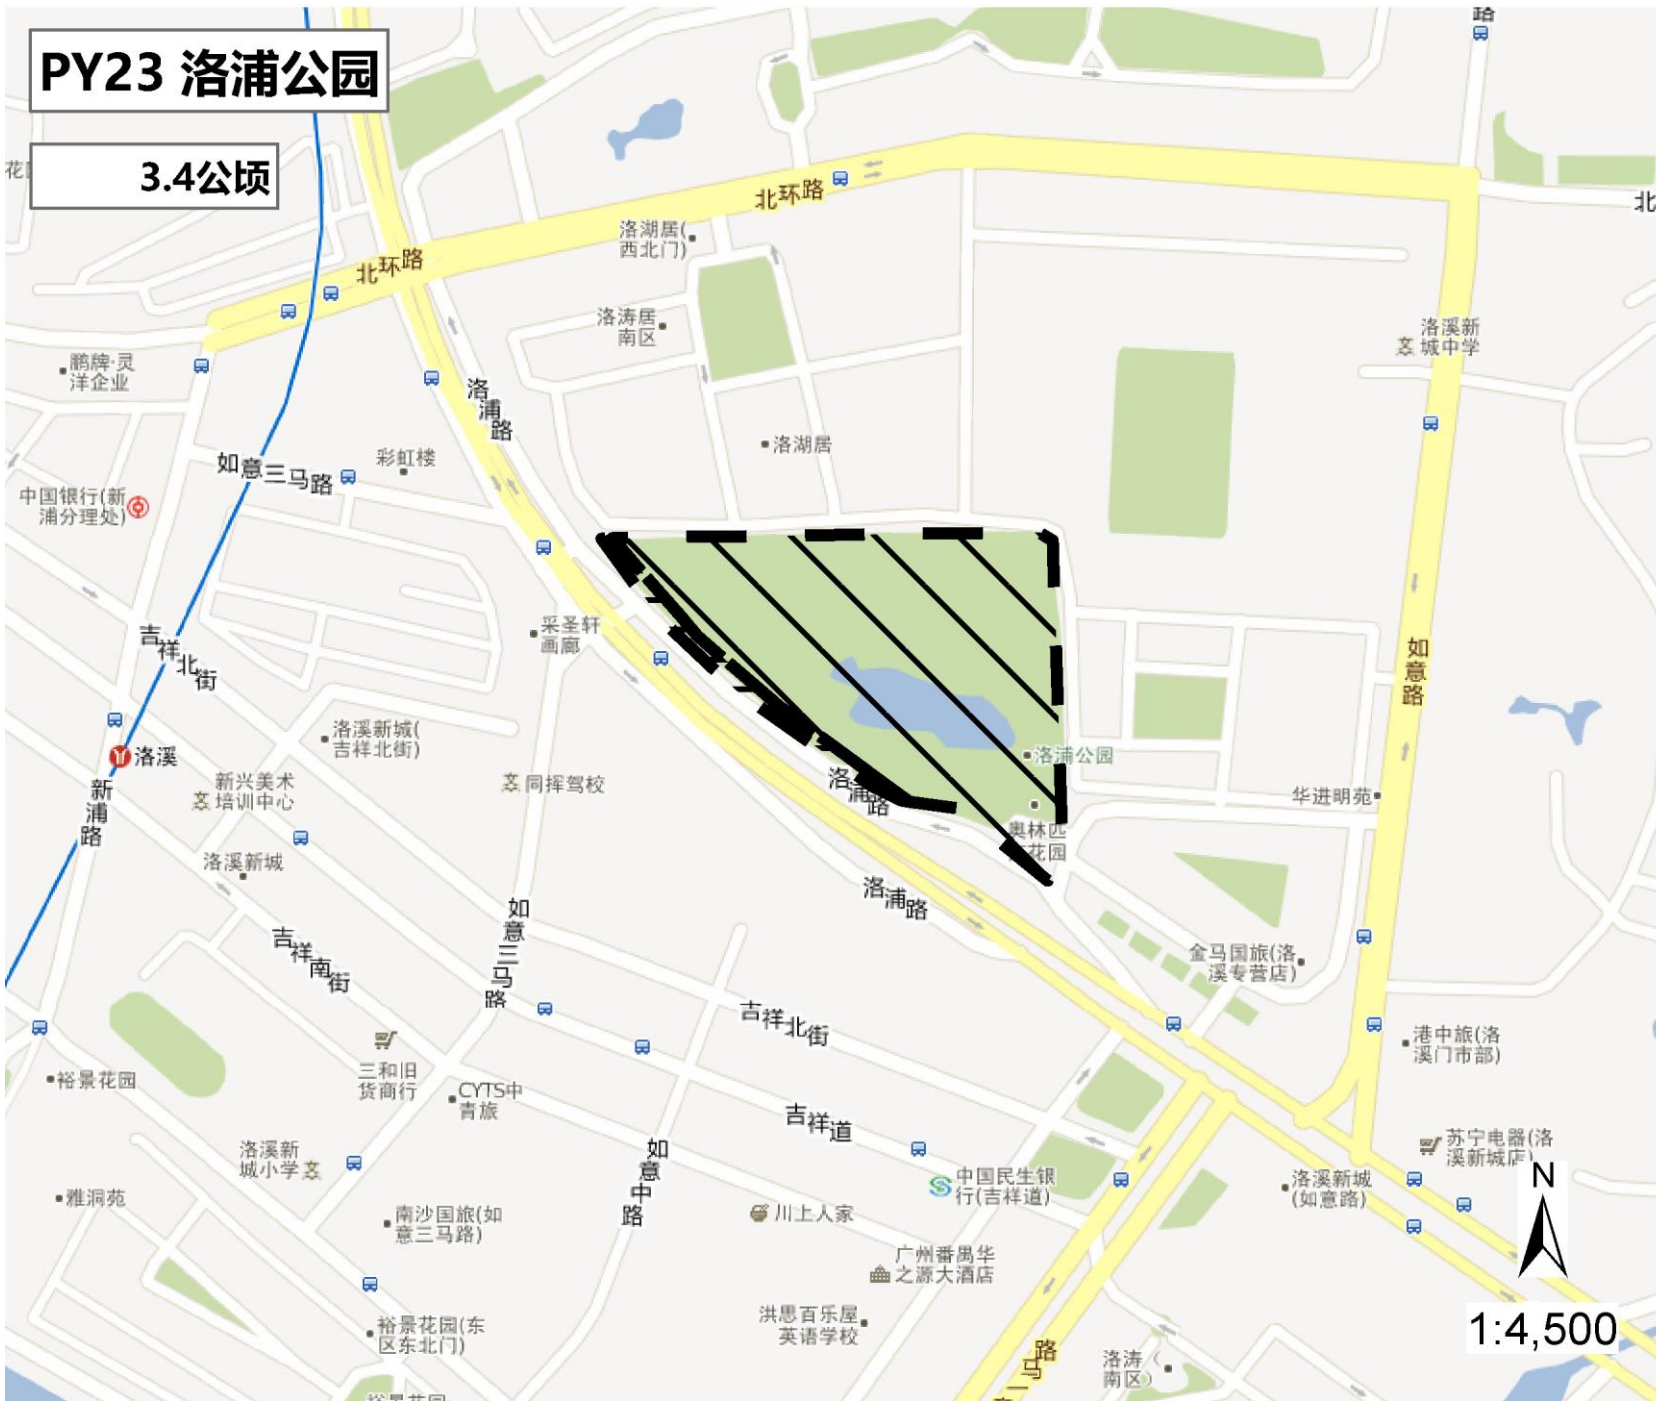 PY23 洛浦公园
3.4公顷
路
北
北环路
北环路
洛湖居(
西北门)
洛涛居
南区
洛湖居
洛溪新
城中学
鹏牌·灵
洋企业
洛浦路
彩虹楼
如意三马路
中国银行(新
浦分理处)
采圣轩
画廊
吉祥北街
如意路
洛溪
洛溪新城(
吉祥北街)
新兴美术
培训中心
同挥驾校
新浦路
洛浦公园
洛浦路
华进明苑
奥林匹
花园
洛溪新城
洛浦路
如意三马路
吉祥南街
金马国旅(洛
溪专营店)
吉祥北街
港中旅(洛
溪门市部)
裕景花园
三和旧
货商行
CYTS中
青旅
吉祥道
如意中路
洛溪新
城小学
苏宁电器(洛
溪新城店)
中国民生银
行(吉祥道)
洛溪新城
(如意路)
雅洞苑
南沙国旅(如
意三马路)
川上人家
广州番禺华
之源大酒店
洪思百乐屋
英语学校
裕景花园(东
区东北门)
洛涛(
南区)
马路
N
1:4,500